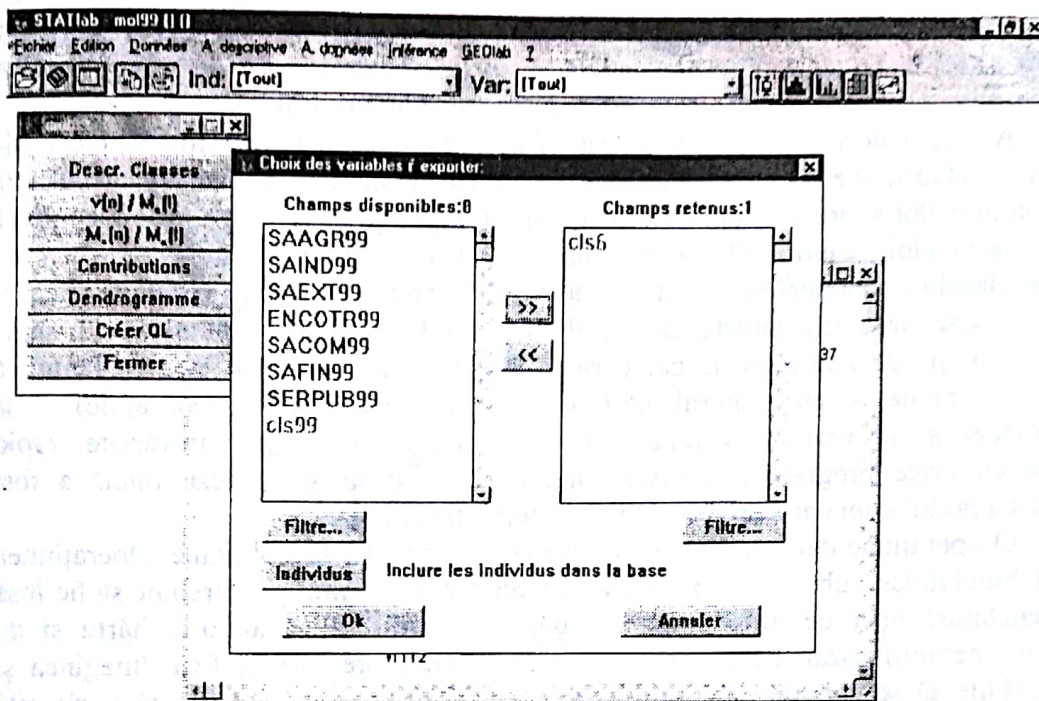 STATlab - mol99 () ()
Fichier Edition Données A. descriptive A. données Inférence GEOlab ?
Ind: [Tout] Var: [Tout]
Descr. Classes
v(n) / M.(l)
M.(n) / M.(l)
Contributions
Dendrogramme
Créer.QL
Fermer
Choix des variables í exporter:
Champs disponibles:8
Champs retenus:1
SAAGR99
SAIND99
SAEXT99
ENCOTR99
SACOM99
SAFIN99
SERPUB99
cls99
cls6
>>
<<
37
Filtre...
Filtre...
Individus Inclure les individus dans la base
Ok
Annuler